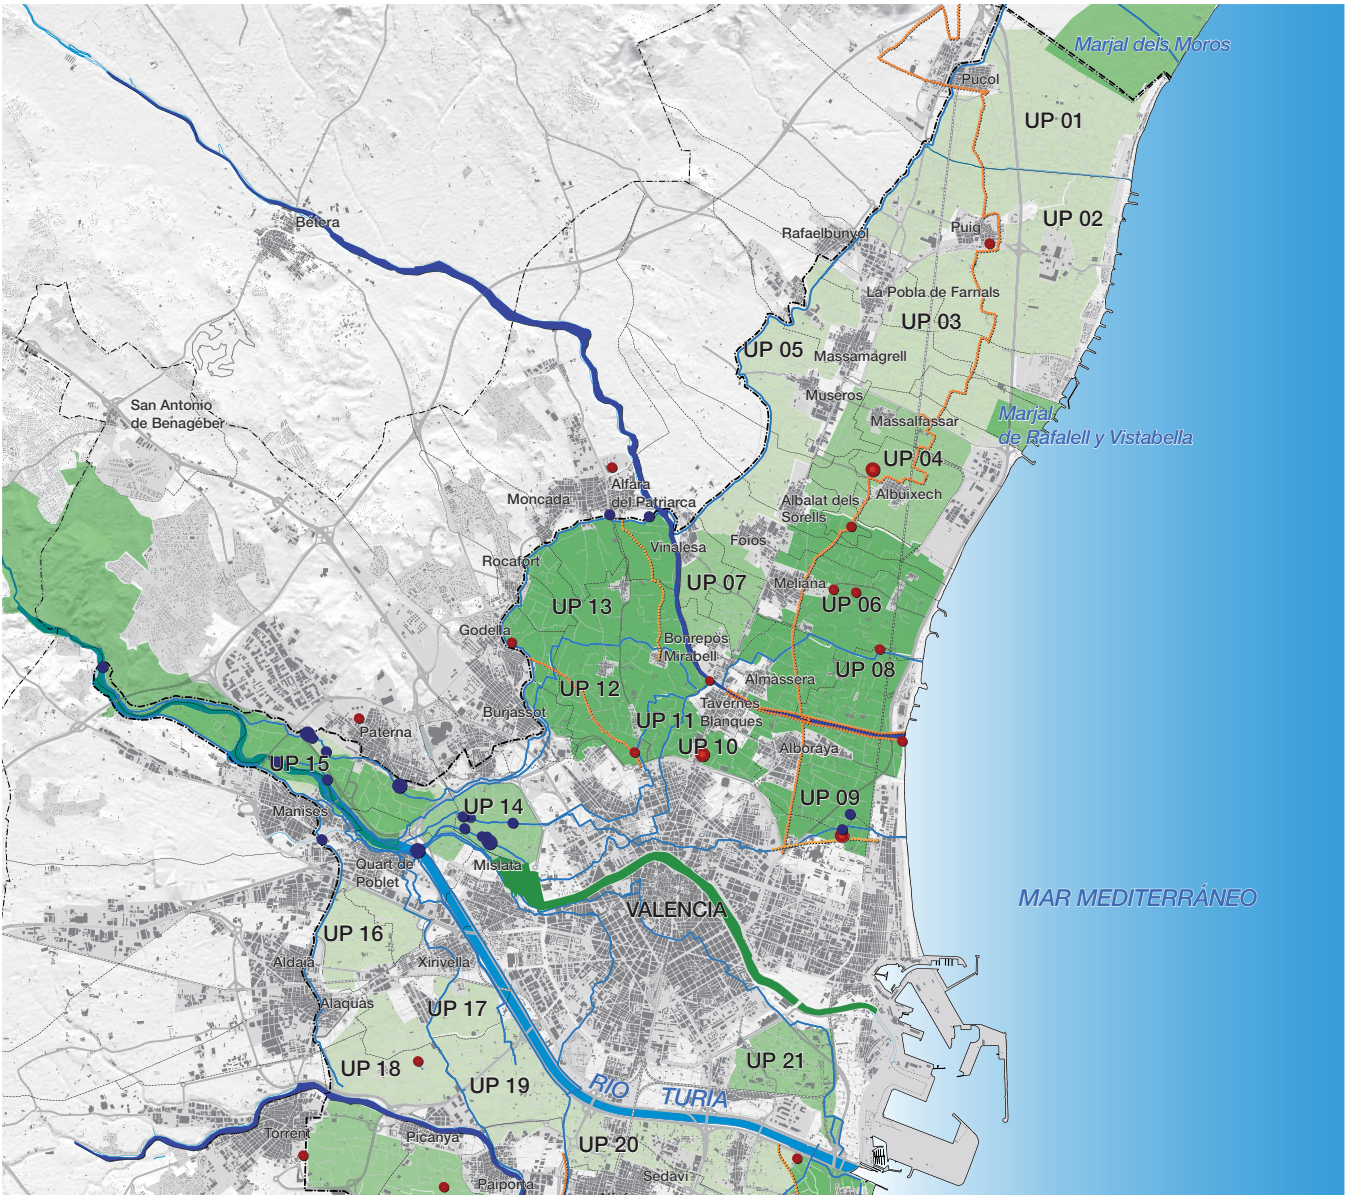 Marjal dels Moros
Puçol
UP 01
UP 02
Bétera
Puig
Rafaelbunyol
La Pobla de Farnals
UP 03
UP 05
Massamagrell
Museros
San Antonio
de Benagéber
Marjal
de Rafalell y Vistabella
Massalfassar
UP 04
Alfara
del Patriarca
Moncada
Albuixech
Albalat dels
Sorells
Foios
Vinalesa
Rocafort
UP 07
Meliana
UP 06
UP 13
Godella
Bonrepòs
Mirabell
UP 08
Almàssera
UP 12
Tavernes
Blanques
Burjassot
UP 11
Paterna
UP 10
Alboraya
UP 15
UP 09
Manises
UP 14
Mislata
Quart de
Poblet
MAR MEDITERRÁNEO
VALENCIA
UP 16
Aldaia
Xirivella
Alaquàs
UP 17
UP 21
UP 18
UP 19
RIO TURIA
Torrent
Picanya
UP 20
Sedaví
Paiporta